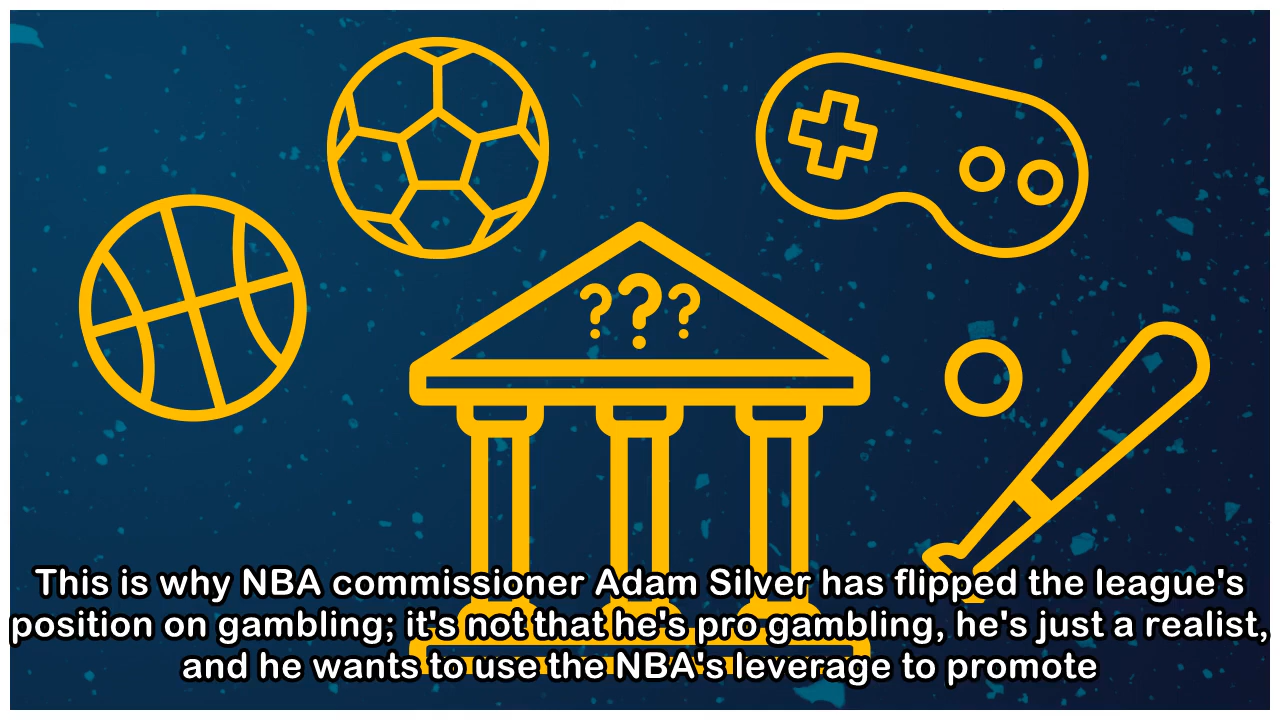 ???
This is why NBA commissioner Adam Silver has flipped the league's
position on gambling; it's not that he's pro gambling, he's just a realist,
and he wants to use the NBA's leverage to promote